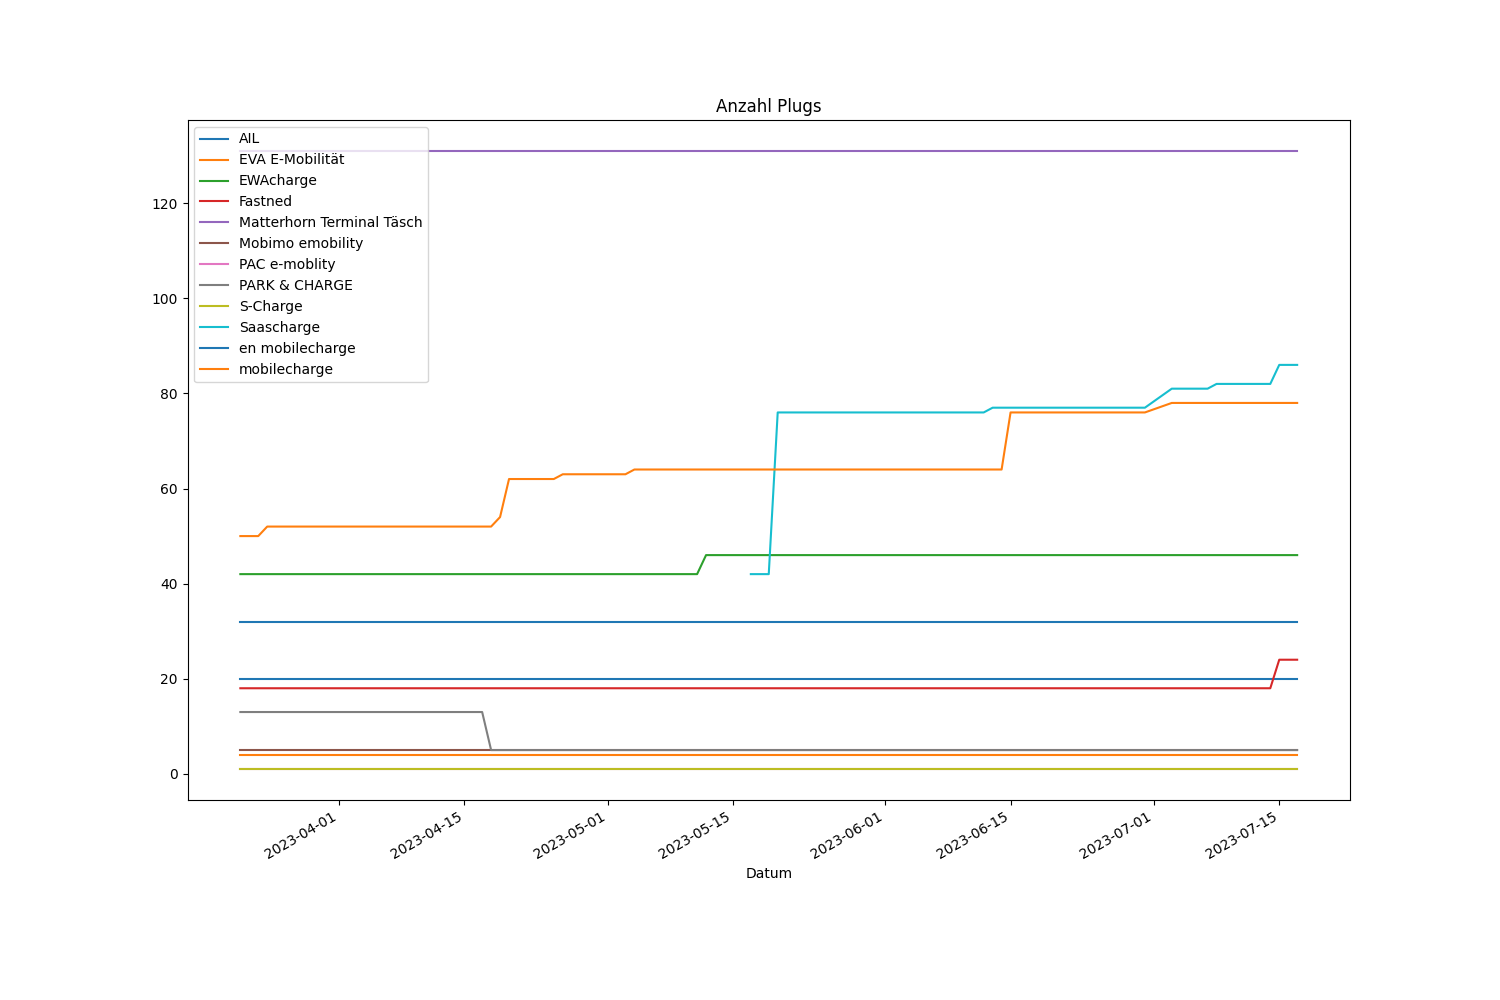 Anzahl Plugs
AIL
EVA E-Mobilität
EWAcharge
Fastned
Matterhorn Terminal Täsch
Mobimo emobility
PAC e-moblity
PARK & CHARGE
S-Charge
Saascharge
en mobilecharge
mobilecharge
120
100
80
60
40
20
0
2023-04-01
2023-04-15
2023-05-01
2023-05-15
2023-06-01
2023-06-15
2023-07-01
2023-07-15
Datum